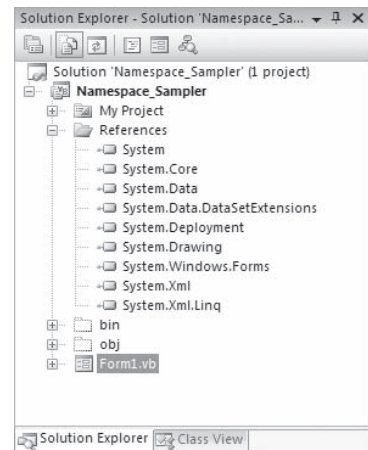 Solution Explorer - Solution 'Namespace_Sa...
Solution 'Namespace_Sampler' (1 project)
Namespace_Sampler
My Project
References
System
System.Core
System.Data
System.Data.DataSetExtensions
System.Deployment
System.Drawing
System.Windows.Forms
System.Xml
System.Xml.Linq
bin
obj
Form1.vb
Solution Explorer Class View